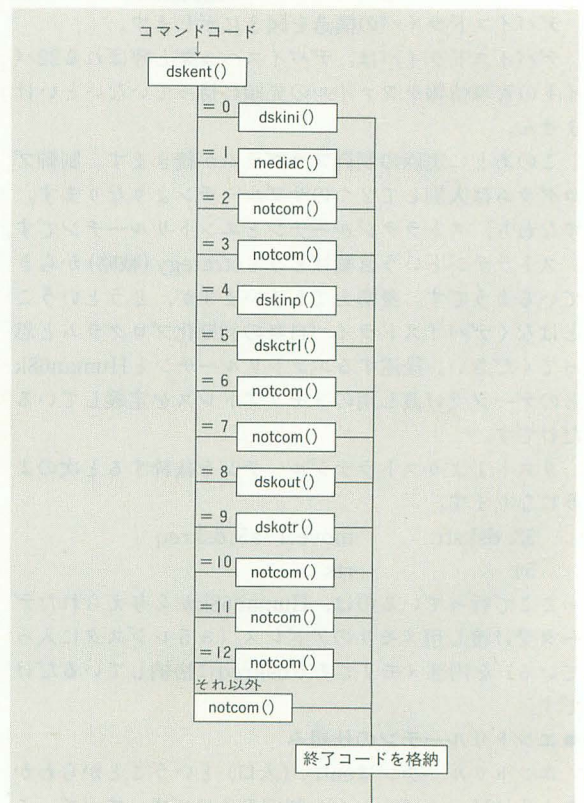 コマンドコード
dskent()
= 0
dskini()
= 1
mediac()
= 2
notcom()
= 3
notcom()
= 4
dskinp()
= 5
dskctrl()
= 6
notcom()
= 7
notcom()
= 8
dskout()
= 9
dskotr()
=10
notcom()
=11
notcom()
=12
notcom()
それ以外
notcom()
終了コードを格納